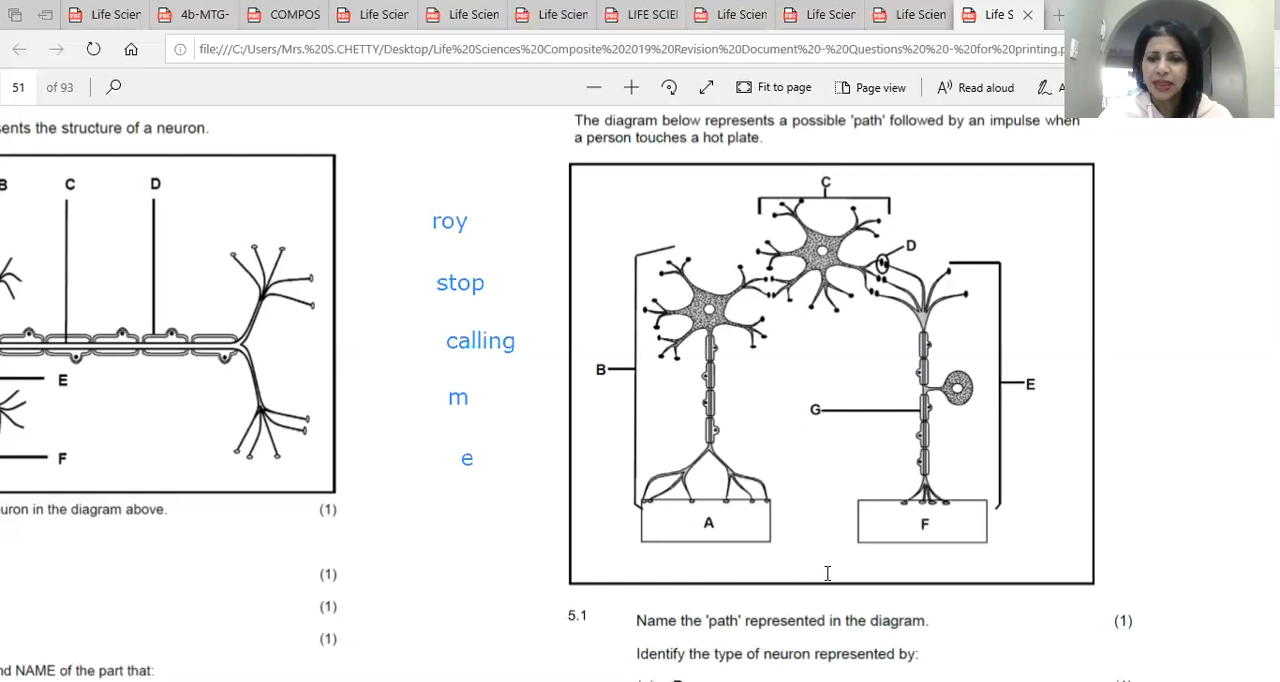 Life Scien
4b-MTG-
COMPOS
Life Scien
Life Scien
Life Scien
LIFE SCIEI
Life Scien
Life Scien
Life Scien
Life S
file:///C:/Users/Mrs.%20S.CHETTY/Desktop/Life%20Sciences%20Composite%202019%20Revision%20Document%20-%20Questions%20%20-%20for%20printing.p
51 of 93
Fit to page
Page view
Read aloud
ents the structure of a neuron.
B
C
D
E
F
uron in the diagram above. (1)
(1)
(1)
(1)
nd NAME of the part that:
roy
stop
calling
m
e
The diagram below represents a possible 'path' followed by an impulse when
a person touches a hot plate.
C
D
B
E
G
A
F
5.1 Name the 'path' represented in the diagram. (1)
Identify the type of neuron represented by: